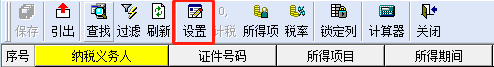 保存 引出 查找 过滤 刷新 设置 计税 所得项 税率 锁定列 计算器 关闭
序号 纳税义务人 证件号码 所得项目 所得期间